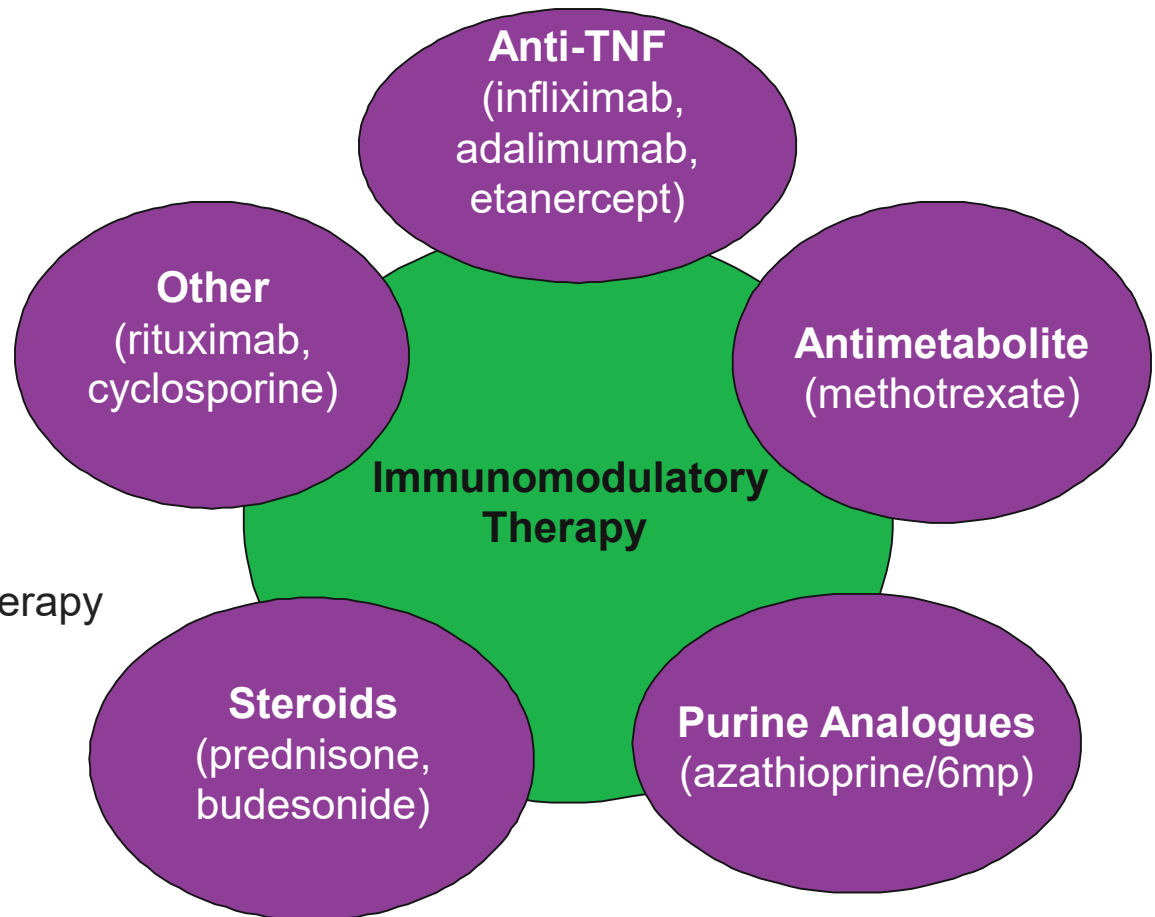 Anti-TNF
(infliximab,
adalimumab,
etanercept)
Other
(rituximab,
cyclosporine)
Antimetabolite
(methotrexate)
Immunomodulatory
Therapy
erapy
Steroids
(prednisone,
budesonide)
Purine Analogues
(azathioprine/6mp)